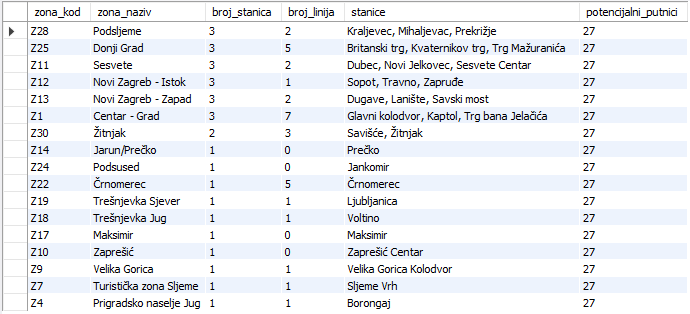 zona_kod zona_naziv broj_stanica broj_linija stanice potencijalni_putnici
Z28 Podsljeme 3 2 Kraljevec, Mihaljevac, Prekrižje 27
Z25 Donji Grad 3 5 Britanski trg, Kvaternikov trg, Trg Mažuranića 27
Z11 Sesvete 3 2 Dubec, Novi Jelkovec, Sesvete Centar 27
Z12 Novi Zagreb - Istok 3 1 Sopot, Travno, Zapruđe 27
Z13 Novi Zagreb - Zapad 3 2 Dugave, Lanište, Savski most 27
Z1 Centar - Grad 3 7 Glavni kolodvor, Kaptol, Trg bana Jelačića 27
Z30 Žitnjak 2 3 Savišće, Žitnjak 27
Z14 Jarun/Prečko 1 0 Prečko 27
Z24 Podsused 1 0 Jankomir 27
Z22 Črnomerec 1 5 Črnomerec 27
Z19 Trešnjevka Sjever 1 1 Ljubljanica 27
Z18 Trešnjevka Jug 1 1 Voltino 27
Z17 Maksimir 1 0 Maksimir 27
Z10 Zaprešić 1 0 Zaprešić Centar 27
Z9 Velika Gorica 1 1 Velika Gorica Kolodvor 27
Z7 Turistička zona Sljeme 1 1 Sljeme Vrh 27
Z4 Prigradsko naselje Jug 1 1 Borongaj 27